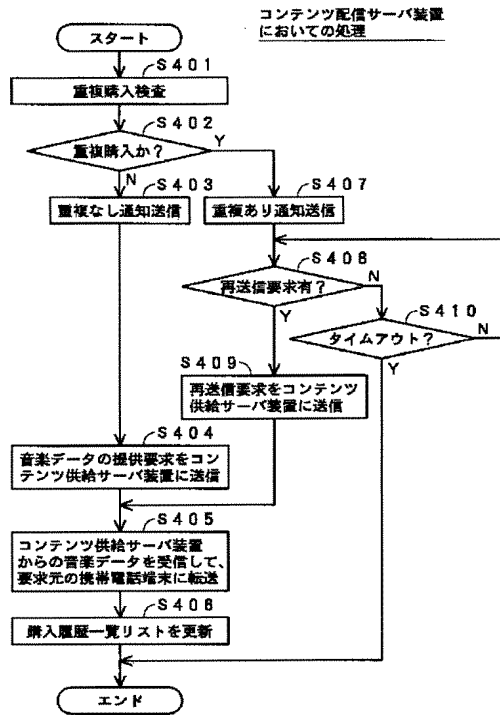 コンテンツ配信サーバ装置
においての処理
スタート
S401
重複購入検査
S402
重複購入か?
Y
N
S403
重複なし通知送信
S407
重複あり通知送信
S408
再送信要求有?
N
Y
S410
タイムアウト?
N
Y
S409
再送信要求をコンテンツ
供給サーバ装置に送信
S404
音楽データの提供要求をコン
テンツ供給サーバ装置に送信
S405
コンテンツ供給サーバ装置
からの音楽データを受信して、
要求元の携帯電話端末に転送
S406
購入履歴一覧リストを更新
エンド